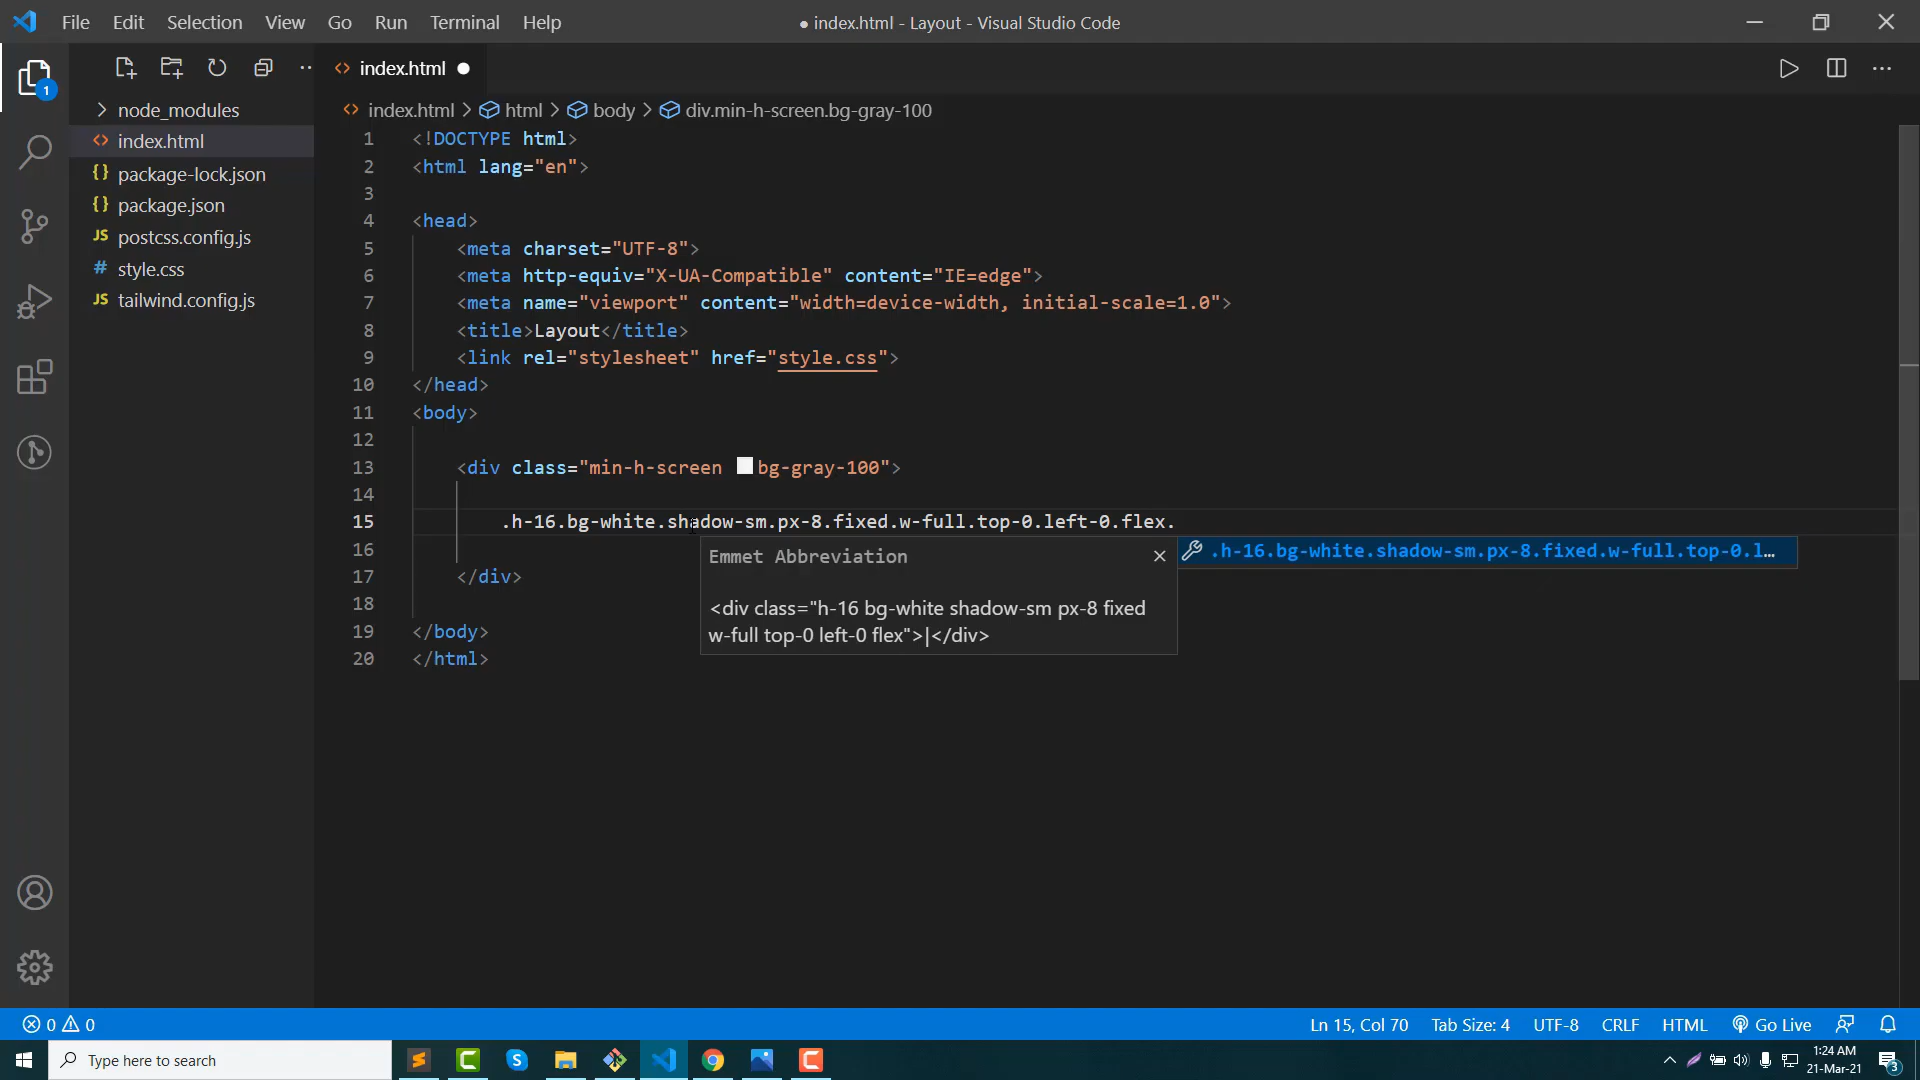 File Edit Selection View Go Run Terminal Help
● index.html - Layout - Visual Studio Code
1
node_modules
index.html
package-lock.json
package.json
JS postcss.config.js
# style.css
JS tailwind.config.js
index.html
index.html > html > body > div.min-h-screen.bg-gray-100
1 <!DOCTYPE html>
2 <html lang="en">
3
4 <head>
5 <meta charset="UTF-8">
6 <meta http-equiv="X-UA-Compatible" content="IE=edge">
7 <meta name="viewport" content="width=device-width, initial-scale=1.0">
8 <title>Layout</title>
9 <link rel="stylesheet" href="style.css">
10 </head>
11 <body>
12
13 <div class="min-h-screen bg-gray-100">
14
15 .h-16.bg-white.shadow-sm.px-8.fixed.w-full.top-0.left-0.flex.
16
17 </div>
18
19 </body>
20 </html>
Emmet Abbreviation
<div class="h-16 bg-white shadow-sm px-8 fixed
w-full top-0 left-0 flex">|</div>
.h-16.bg-white.shadow-sm.px-8.fixed.w-full.top-0.l…
0 0
Ln 15, Col 70 Tab Size: 4 UTF-8 CRLF HTML Go Live
Type here to search
1:24 AM
21-Mar-21
3